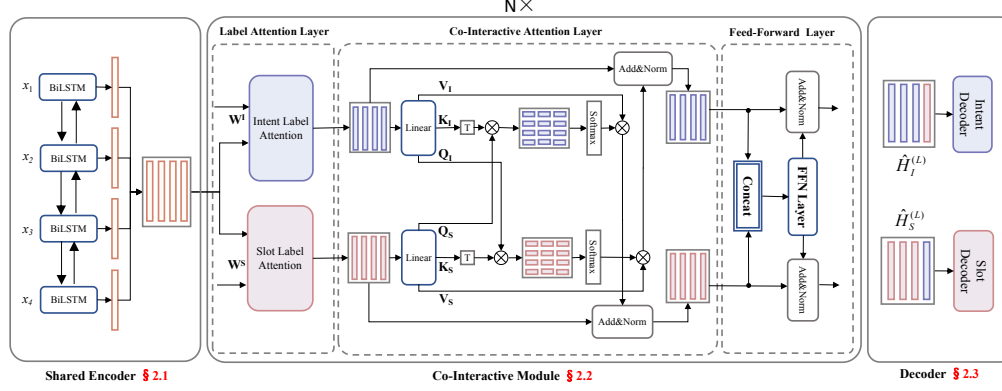 N×
Label Attention Layer
Co-Interactive Attention Layer
Feed-Forward Layer
x₁
BiLSTM
x₂
BiLSTM
x₃
BiLSTM
x₄
BiLSTM
W^I
Intent Label
Attention
W^S
Slot Label
Attention
Linear
V_I
K_I
Q_I
T
Softmax
Add&Norm
Linear
Q_S
K_S
V_S
T
Softmax
Add&Norm
Concat
FFN Layer
Add&Norm
Add&Norm
Ĥ_I^(L)
Intent
Decoder
Ĥ_S^(L)
Slot
Decoder
Shared Encoder § 2.1
Co-Interactive Module § 2.2
Decoder § 2.3